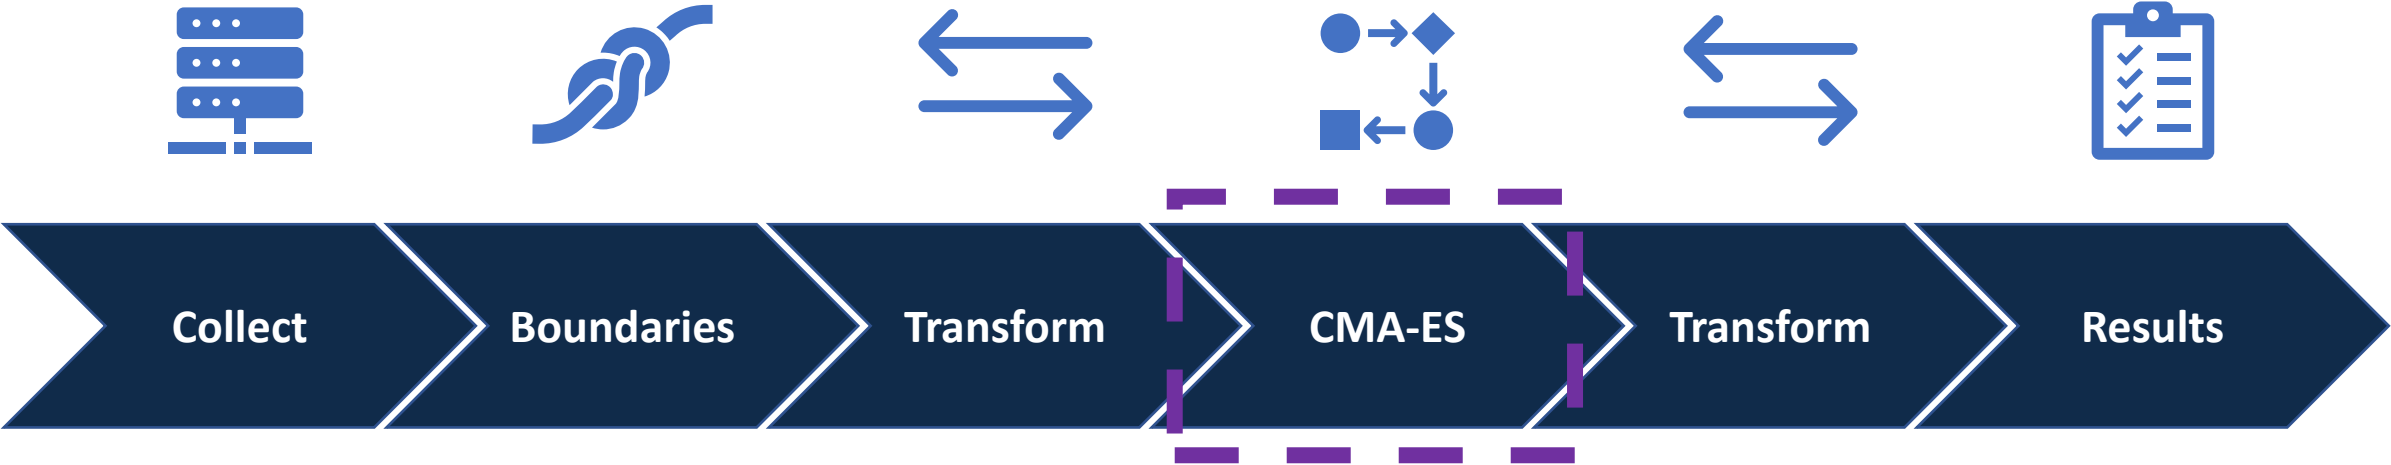 Collect
Boundaries
Transform
CMA-ES
Transform
Results